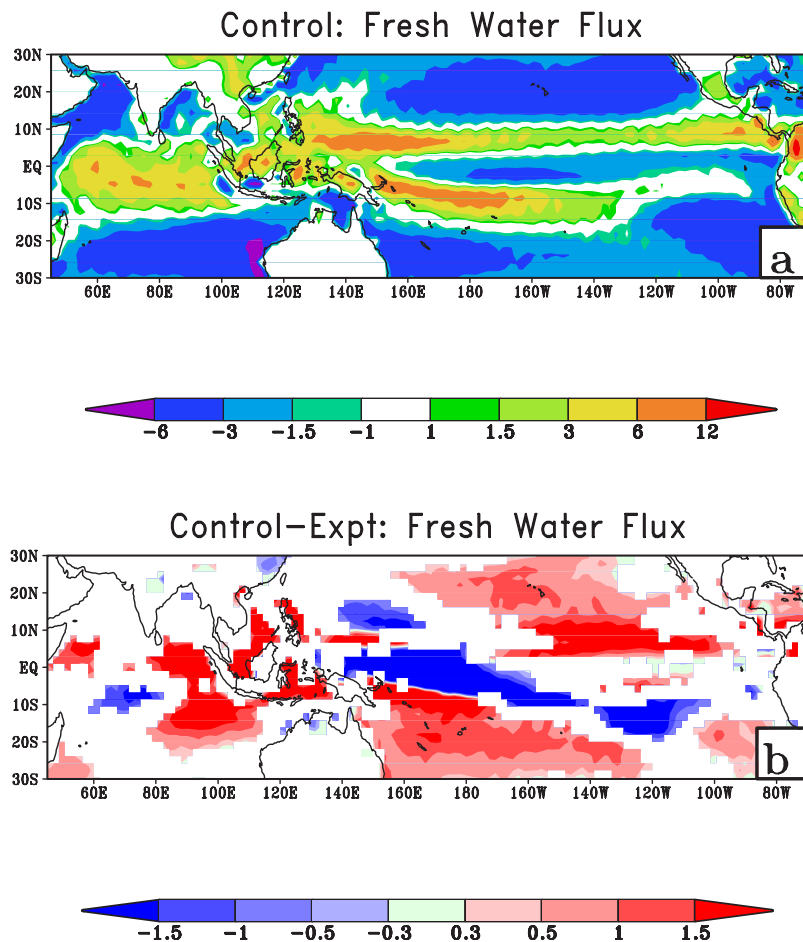 Control: Fresh Water Flux
30N
20N
10N
EQ
10S
20S
30S
a
60E 80E 100E 120E 140E 160E 180 160W 140W 120W 100W 80W
-6 -3 -1.5 -1 1 1.5 3 6 12
Control-Expt: Fresh Water Flux
30N
20N
10N
EQ
10S
20S
30S
b
60E 80E 100E 120E 140E 160E 180 160W 140W 120W 100W 80W
-1.5 -1 -0.5 -0.3 0.3 0.5 1 1.5